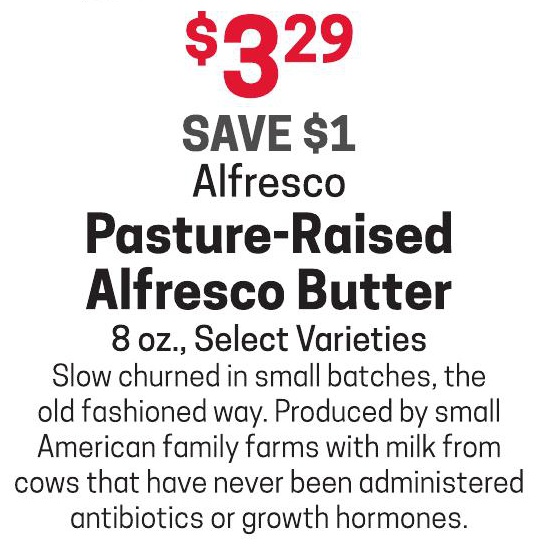 $3.29
SAVE $1
Alfresco
Pasture-Raised
Alfresco Butter
8 oz., Select Varieties
Slow churned in small batches, the
old fashioned way. Produced by small
American family farms with milk from
cows that have never been administered
antibiotics or growth hormones.